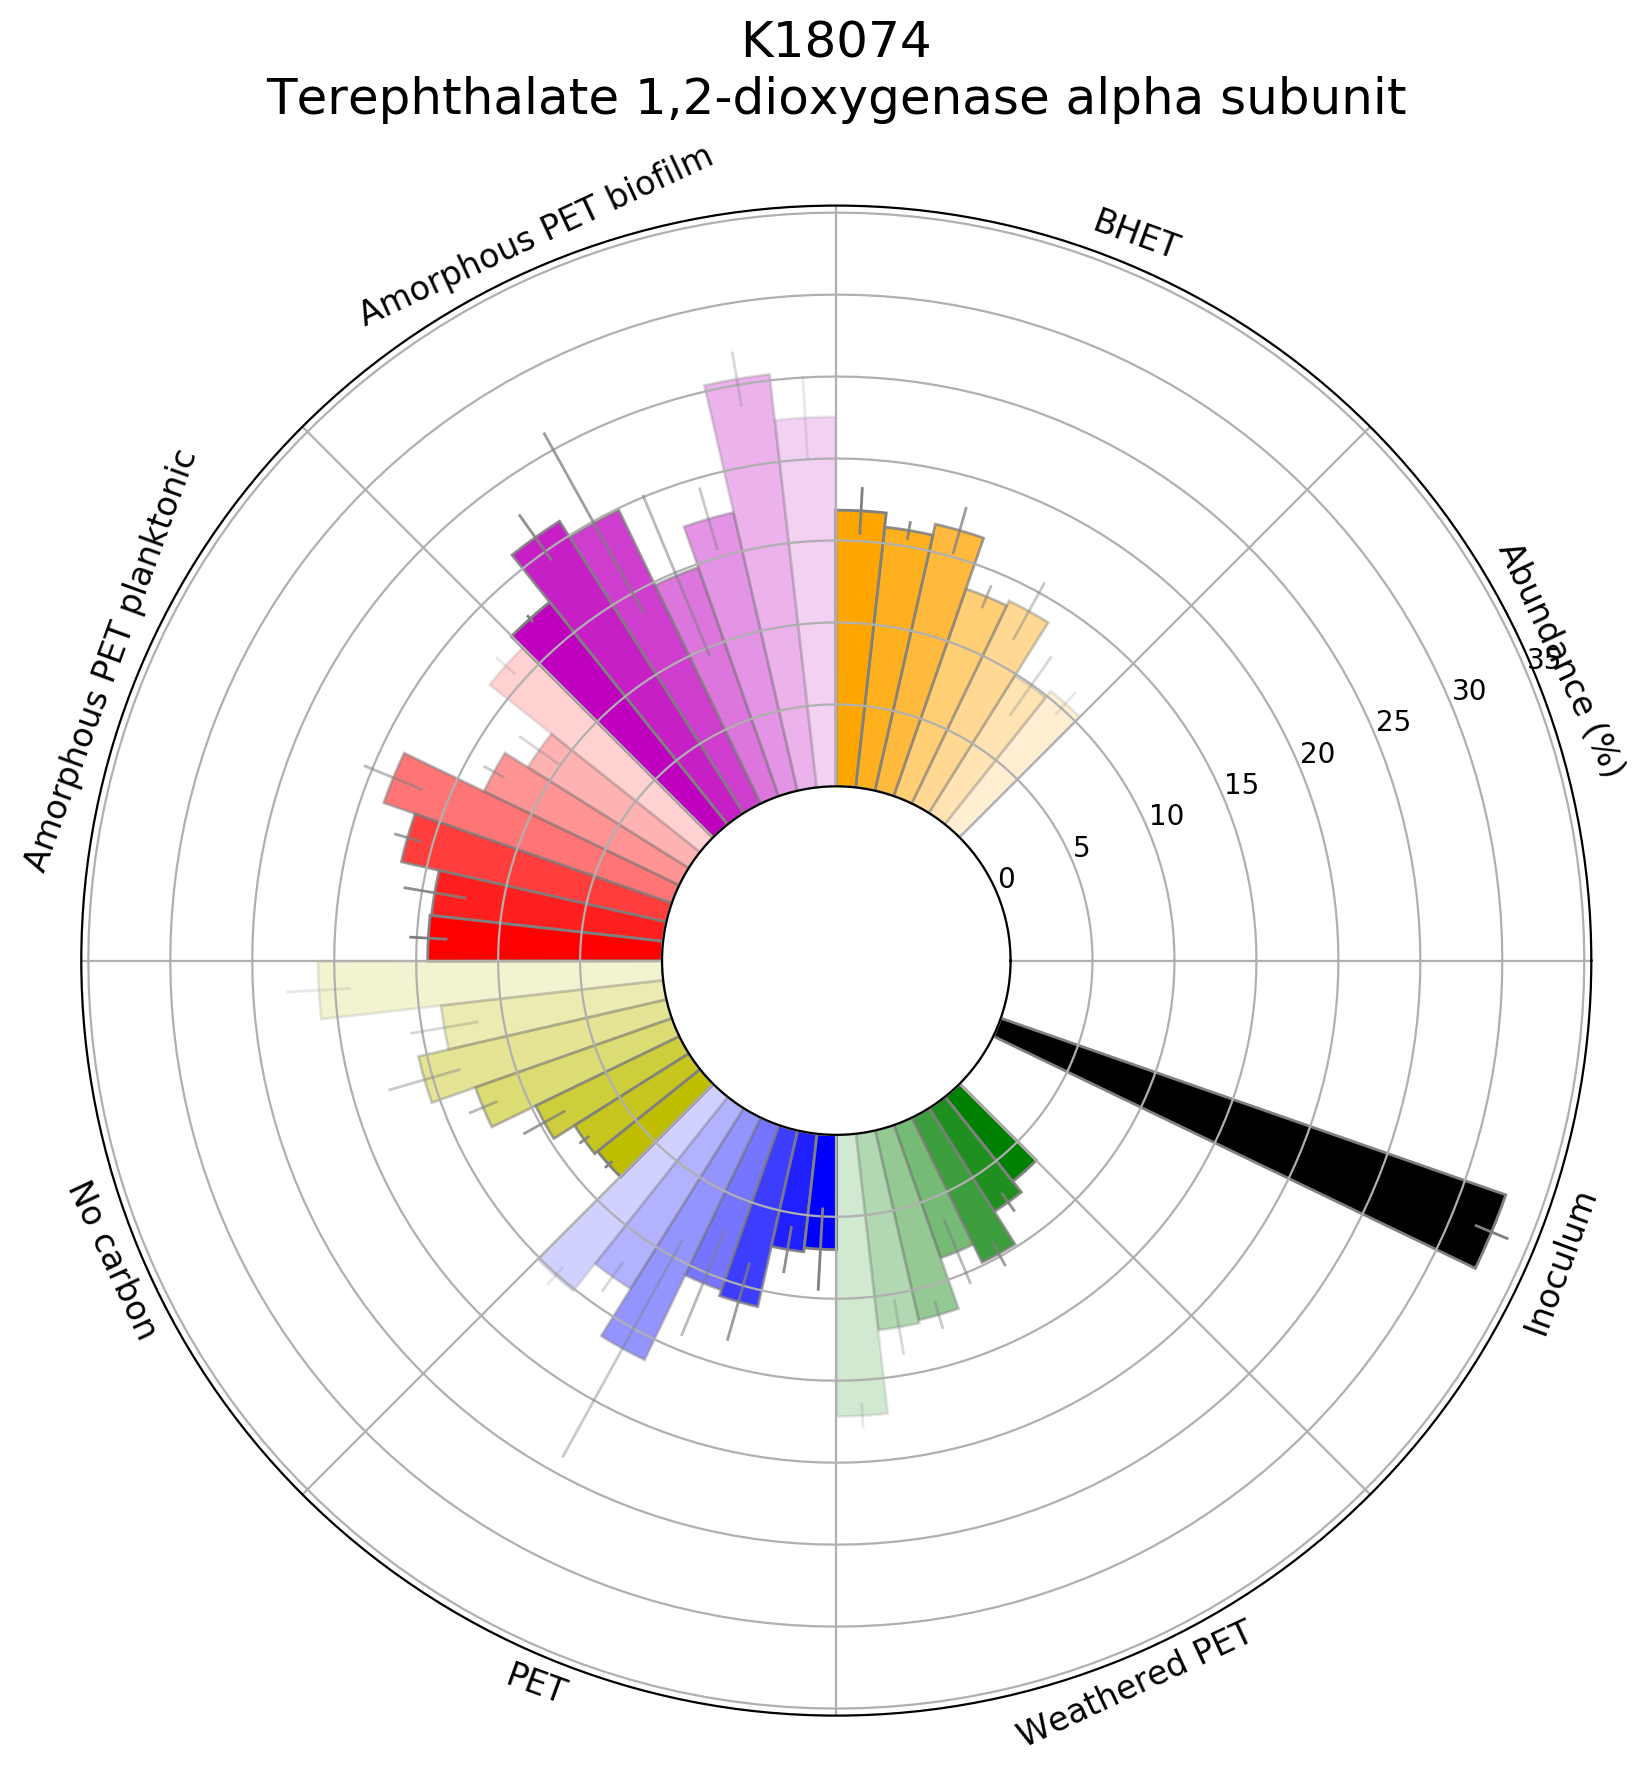 K18074
Terephthalate 1,2-dioxygenase alpha subunit
Amorphous PET biofilm
BHET
Amorphous PET planktonic
Abundance (%)
35
30
25
20
15
10
5
0
No carbon
Inoculum
PET
Weathered PET